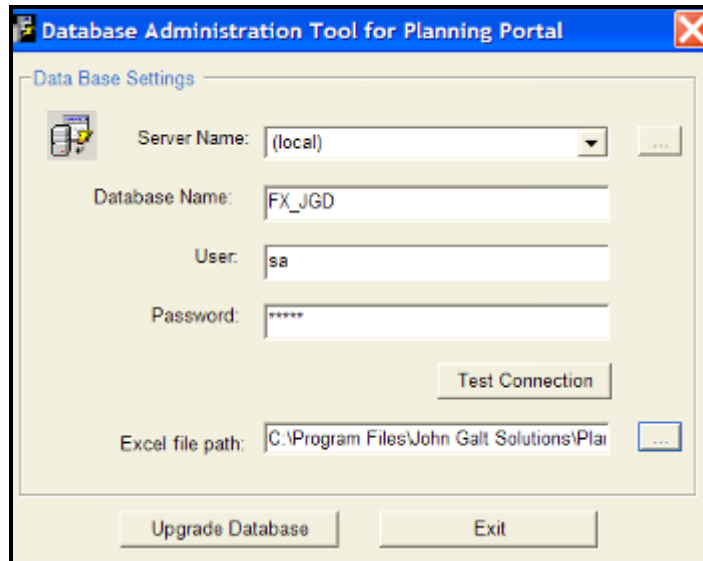 Database Administration Tool for Planning Portal
Data Base Settings
Server Name: (local) ...
Database Name: FX_JGD
User: sa
Password: *****
Test Connection
Excel file path: C:\Program Files\John Galt Solutions\Plan ...
Upgrade Database Exit